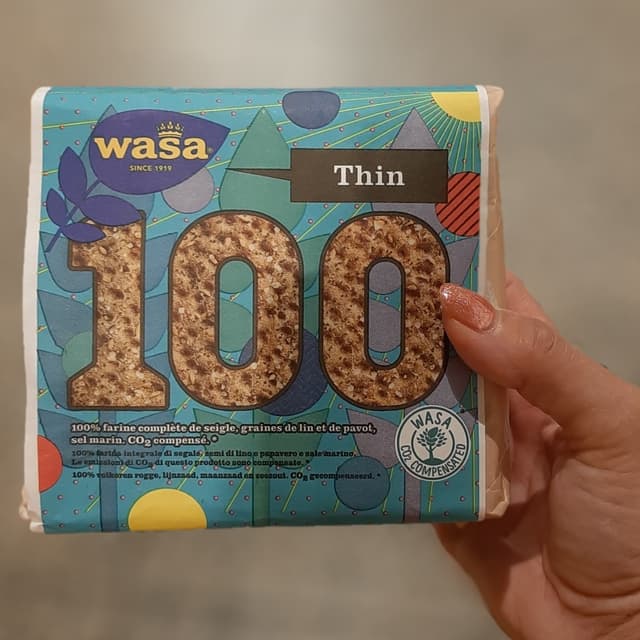 wasa
SINCE 1919
Thin
100
100% farine complète de seigle, graines de lin et de pavot,
sel marin. CO₂ compensé.*
100% farina integrale di segale, semi di lino e papavero e sale marino.
Le emissioni di CO₂ di questo prodotto sono compensate.*
100% volkoren rogge, lijnzaad, maanzaad en zeezout. CO₂ gecompenseerd.*
WASA
CO₂ COMPENSATED